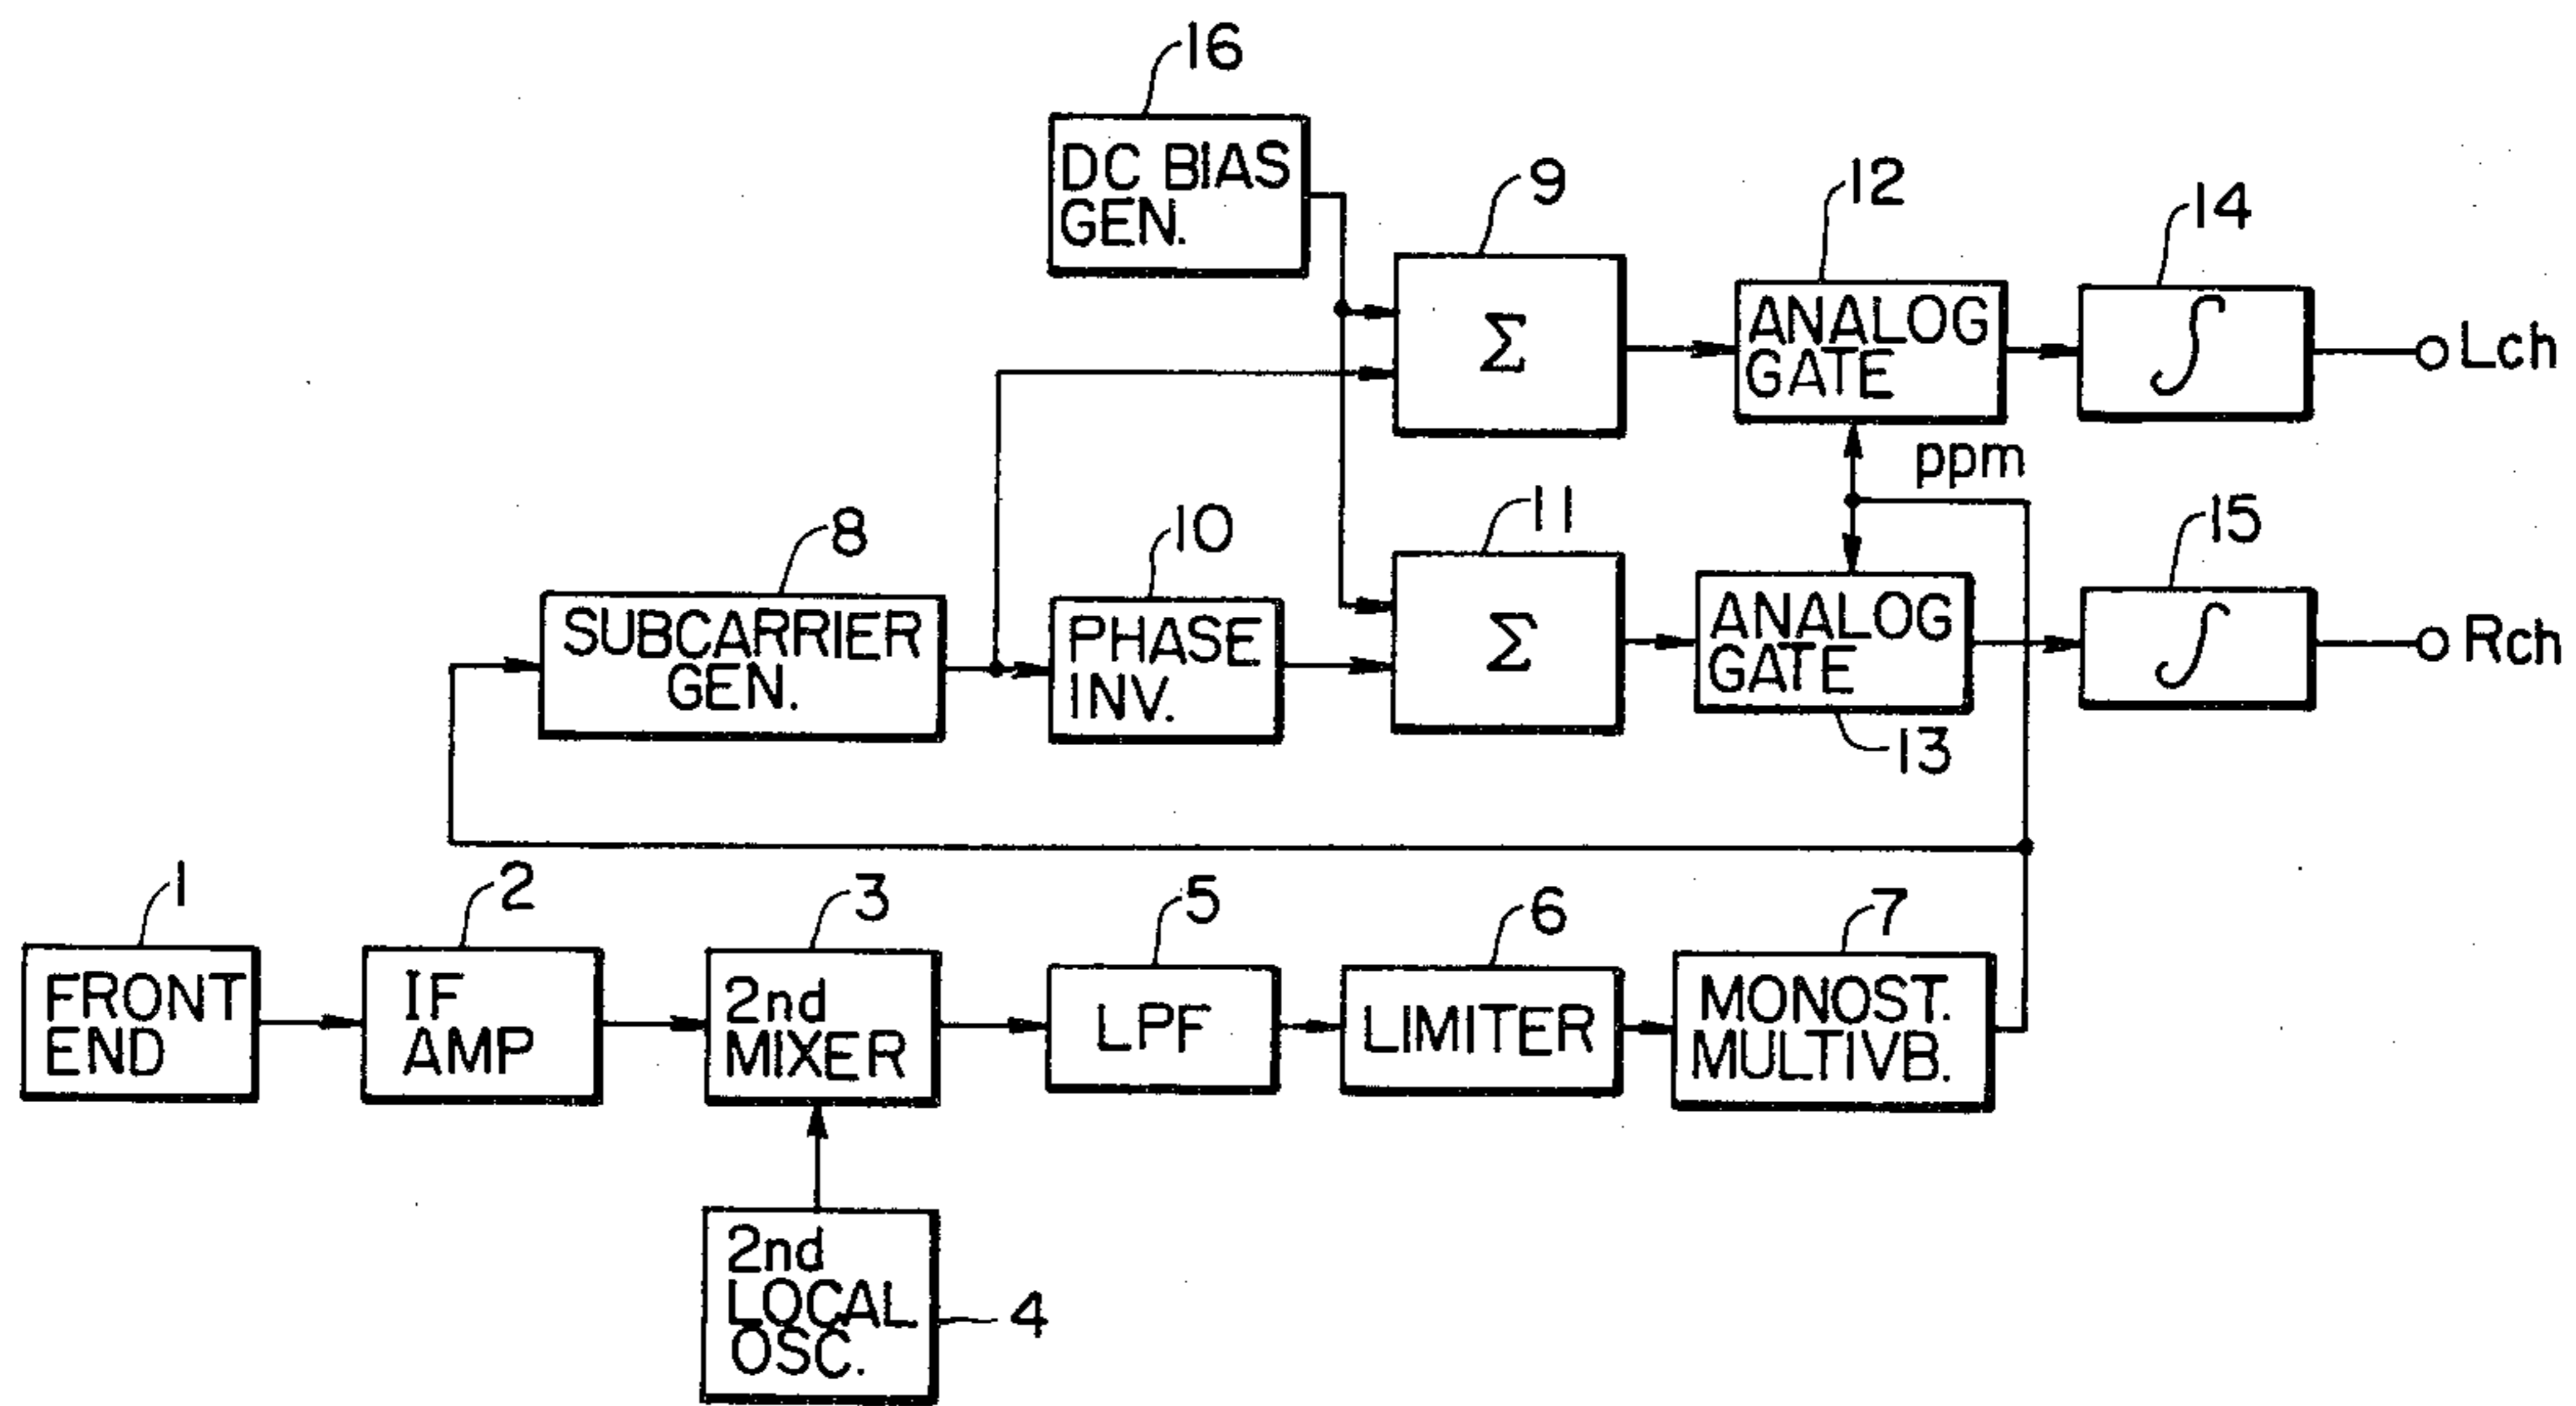 16
DC BIAS
GEN.
9
Σ
12
ANALOG
GATE
14
∫
Lch
ppm
8
SUBCARRIER
GEN.
10
PHASE
INV.
11
Σ
ANALOG
GATE
13
15
∫
Rch
1
FRONT
END
2
IF
AMP
3
2nd
MIXER
5
LPF
6
LIMITER
7
MONOST.
MULTIVB.
2nd
LOCAL
OSC.
4